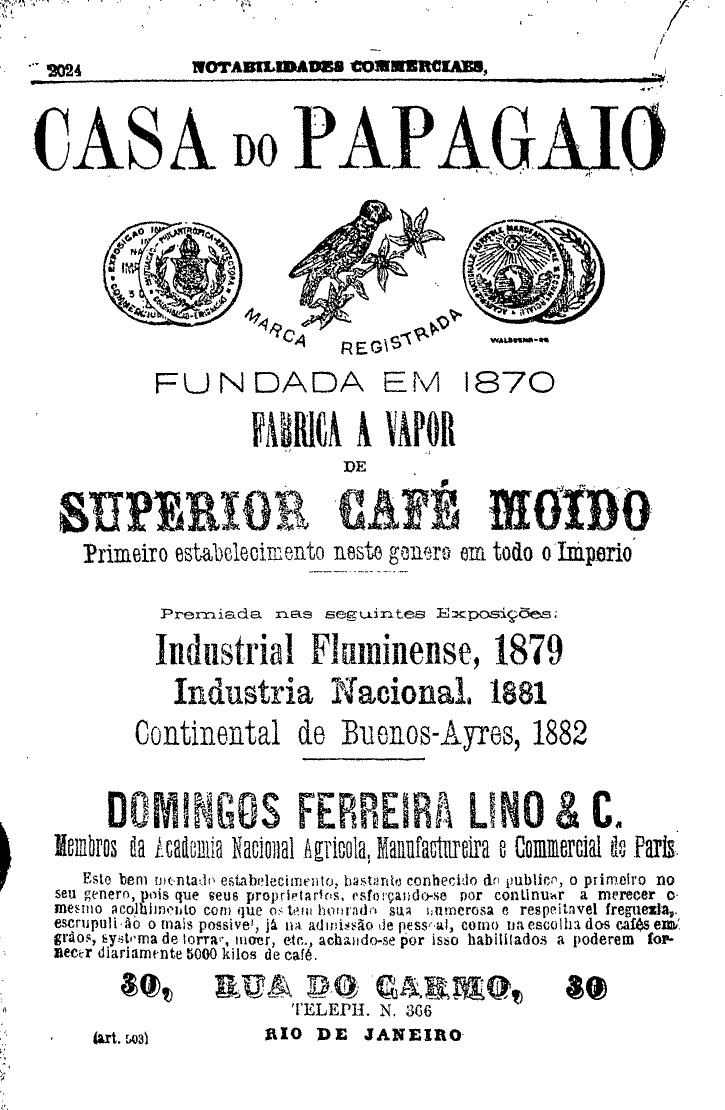 2024
NOTABILIDADES COMMERCIAES,
CASA DO PAPAGAIO
MARCA REGISTRADA
FUNDADA EM 1870
FABRICA A VAPOR
DE
SUPERIOR CAFÉ MOIDO
Primeiro estabelecimento neste genero em todo o Imperio
Premiada nas seguintes Exposições:
Industrial Fluminense, 1879
Industria Nacional. 1881
Continental de Buenos-Ayres, 1882
DOMINGOS FERREIRA LINO & C.
Membros da Academia Nacional Agricola, Manufactureira e Commercial de Paris.
Este bem montado estabelecimento, bastante conhecido do publico, o primeiro no
seu genero, pois que seus proprietarios, esforçando-se por continuar a merecer o
mesmo acolhimento com que os tem honrado sua numerosa e respeitavel freguezia,
escrupulisão o mais possivel, já na admissão de pessoal, como na escolha dos cafés em
grãos, systema de torrar, moer, etc., achando-se por isso habilitados a poderem for-
necer diariamente 5000 kilos de café.
30, RUA DO CARMO, 30
TELEPH. N. 366
RIO DE JANEIRO
(art. 503)